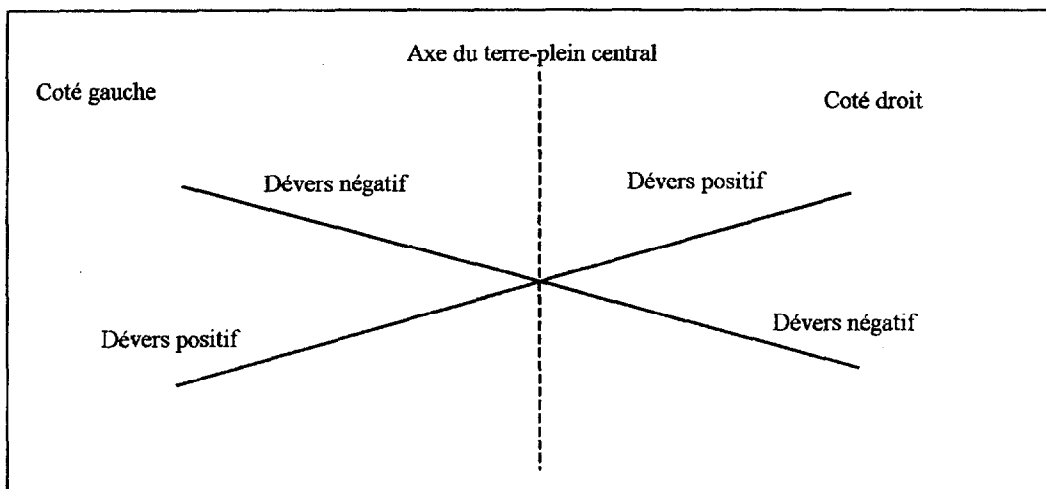 Axe du terre-plein central
Coté gauche
Coté droit
Dévers négatif
Dévers positif
Dévers positif
Dévers négatif